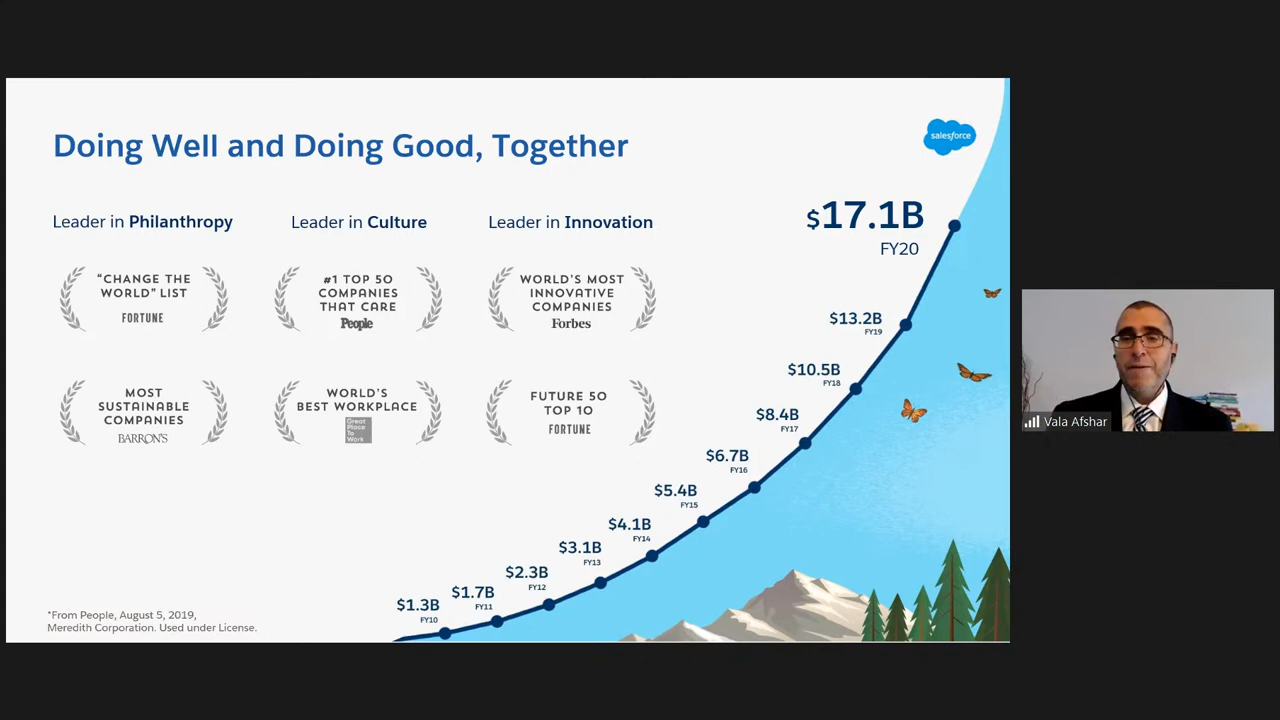 Doing Well and Doing Good, Together
salesforce
Leader in Philanthropy
Leader in Culture
Leader in Innovation
"CHANGE THE
WORLD" LIST
FORTUNE
#1 TOP 50
COMPANIES
THAT CARE
People
WORLD'S MOST
INNOVATIVE
COMPANIES
Forbes
MOST
SUSTAINABLE
COMPANIES
BARRON'S
WORLD'S
BEST WORKPLACE
Great
Place
To
Work
FUTURE 50
TOP 10
FORTUNE
$17.1B
FY20
$13.2B
FY19
$10.5B
FY18
$8.4B
FY17
$6.7B
FY16
$5.4B
FY15
$4.1B
FY14
$3.1B
FY13
$2.3B
FY12
$1.7B
FY11
$1.3B
FY10
*From People, August 5, 2019,
Meredith Corporation. Used under License.
Vala Afshar